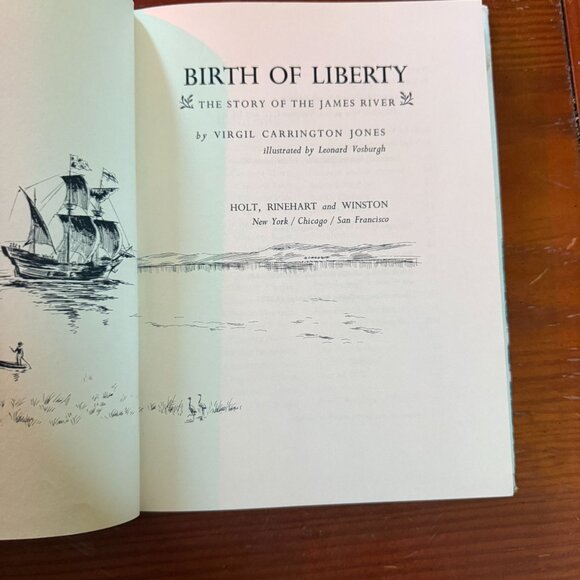 BIRTH OF LIBERTY
THE STORY OF THE JAMES RIVER
by VIRGIL CARRINGTON JONES
illustrated by Leonard Vosburgh
HOLT, RINEHART and WINSTON
New York / Chicago / San Francisco